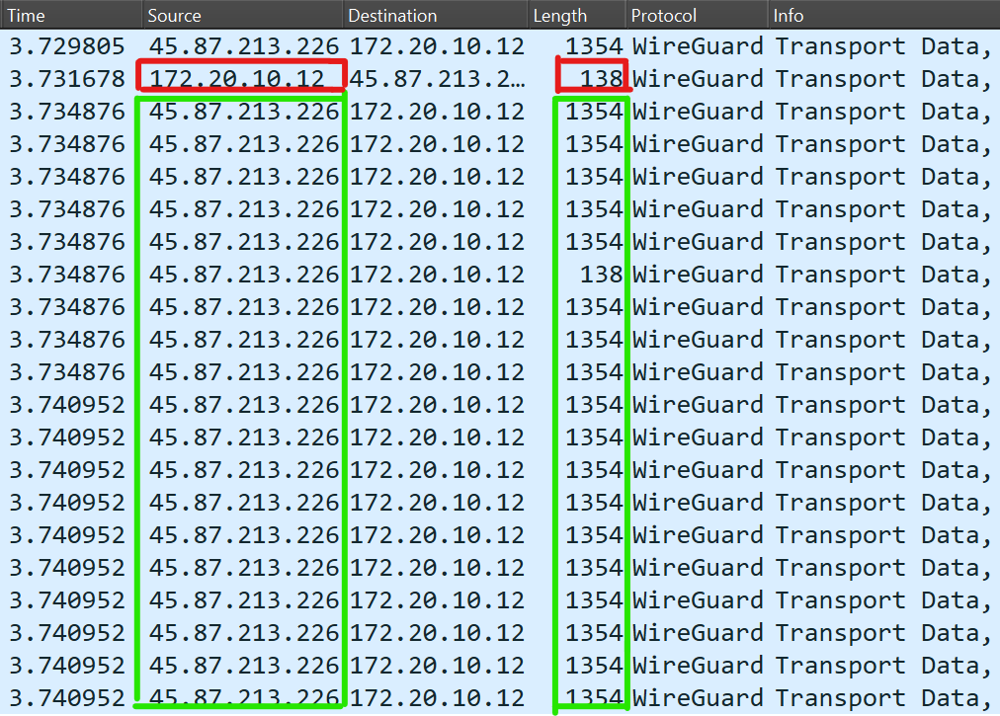 Time Source Destination Length Protocol Info
3.729805 45.87.213.226 172.20.10.12 1354 WireGuard Transport Data,
3.731678 172.20.10.12 45.87.213.2… 138 WireGuard Transport Data,
3.734876 45.87.213.226 172.20.10.12 1354 WireGuard Transport Data,
3.734876 45.87.213.226 172.20.10.12 1354 WireGuard Transport Data,
3.734876 45.87.213.226 172.20.10.12 1354 WireGuard Transport Data,
3.734876 45.87.213.226 172.20.10.12 1354 WireGuard Transport Data,
3.734876 45.87.213.226 172.20.10.12 1354 WireGuard Transport Data,
3.734876 45.87.213.226 172.20.10.12 138 WireGuard Transport Data,
3.734876 45.87.213.226 172.20.10.12 1354 WireGuard Transport Data,
3.734876 45.87.213.226 172.20.10.12 1354 WireGuard Transport Data,
3.734876 45.87.213.226 172.20.10.12 1354 WireGuard Transport Data,
3.740952 45.87.213.226 172.20.10.12 1354 WireGuard Transport Data,
3.740952 45.87.213.226 172.20.10.12 1354 WireGuard Transport Data,
3.740952 45.87.213.226 172.20.10.12 1354 WireGuard Transport Data,
3.740952 45.87.213.226 172.20.10.12 1354 WireGuard Transport Data,
3.740952 45.87.213.226 172.20.10.12 1354 WireGuard Transport Data,
3.740952 45.87.213.226 172.20.10.12 1354 WireGuard Transport Data,
3.740952 45.87.213.226 172.20.10.12 1354 WireGuard Transport Data,
3.740952 45.87.213.226 172.20.10.12 1354 WireGuard Transport Data,
3.740952 45.87.213.226 172.20.10.12 1354 WireGuard Transport Data,
3.740952 45.87.213.226 172.20.10.12 1354 WireGuard Transport Data,